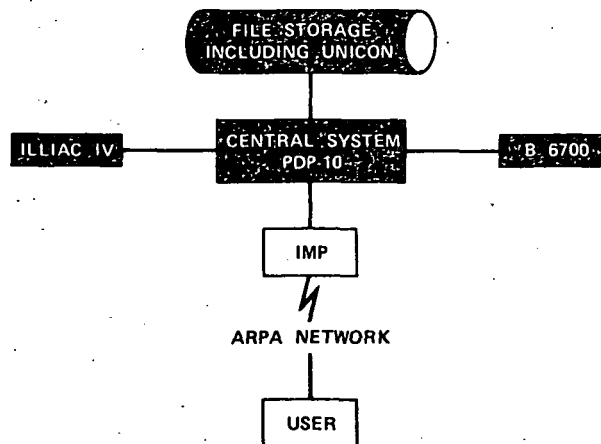 FILE STORAGE
INCLUDING UNICON
ILLIAC IV
CENTRAL SYSTEM
PDP-10
B 6700
IMP
ARPA NETWORK
USER